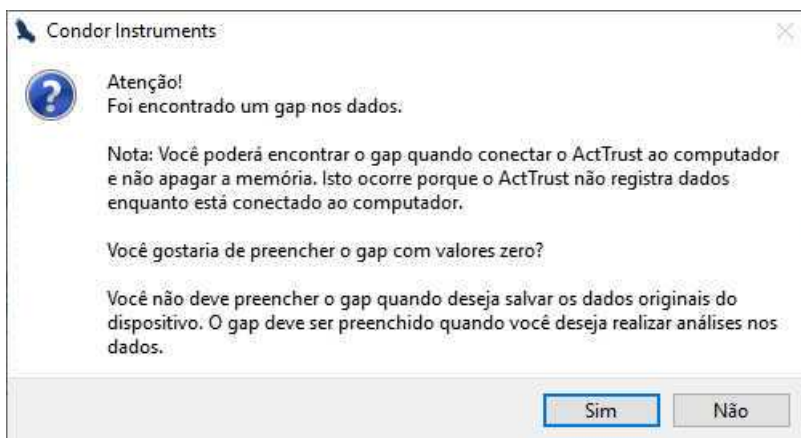 Condor Instruments
Atenção!
Foi encontrado um gap nos dados.
Nota: Você poderá encontrar o gap quando conectar o ActTrust ao computador
e não apagar a memória. Isto ocorre porque o ActTrust não registra dados
enquanto está conectado ao computador.
Você gostaria de preencher o gap com valores zero?
Você não deve preencher o gap quando deseja salvar os dados originais do
dispositivo. O gap deve ser preenchido quando você deseja realizar análises nos
dados.
Sim
Não